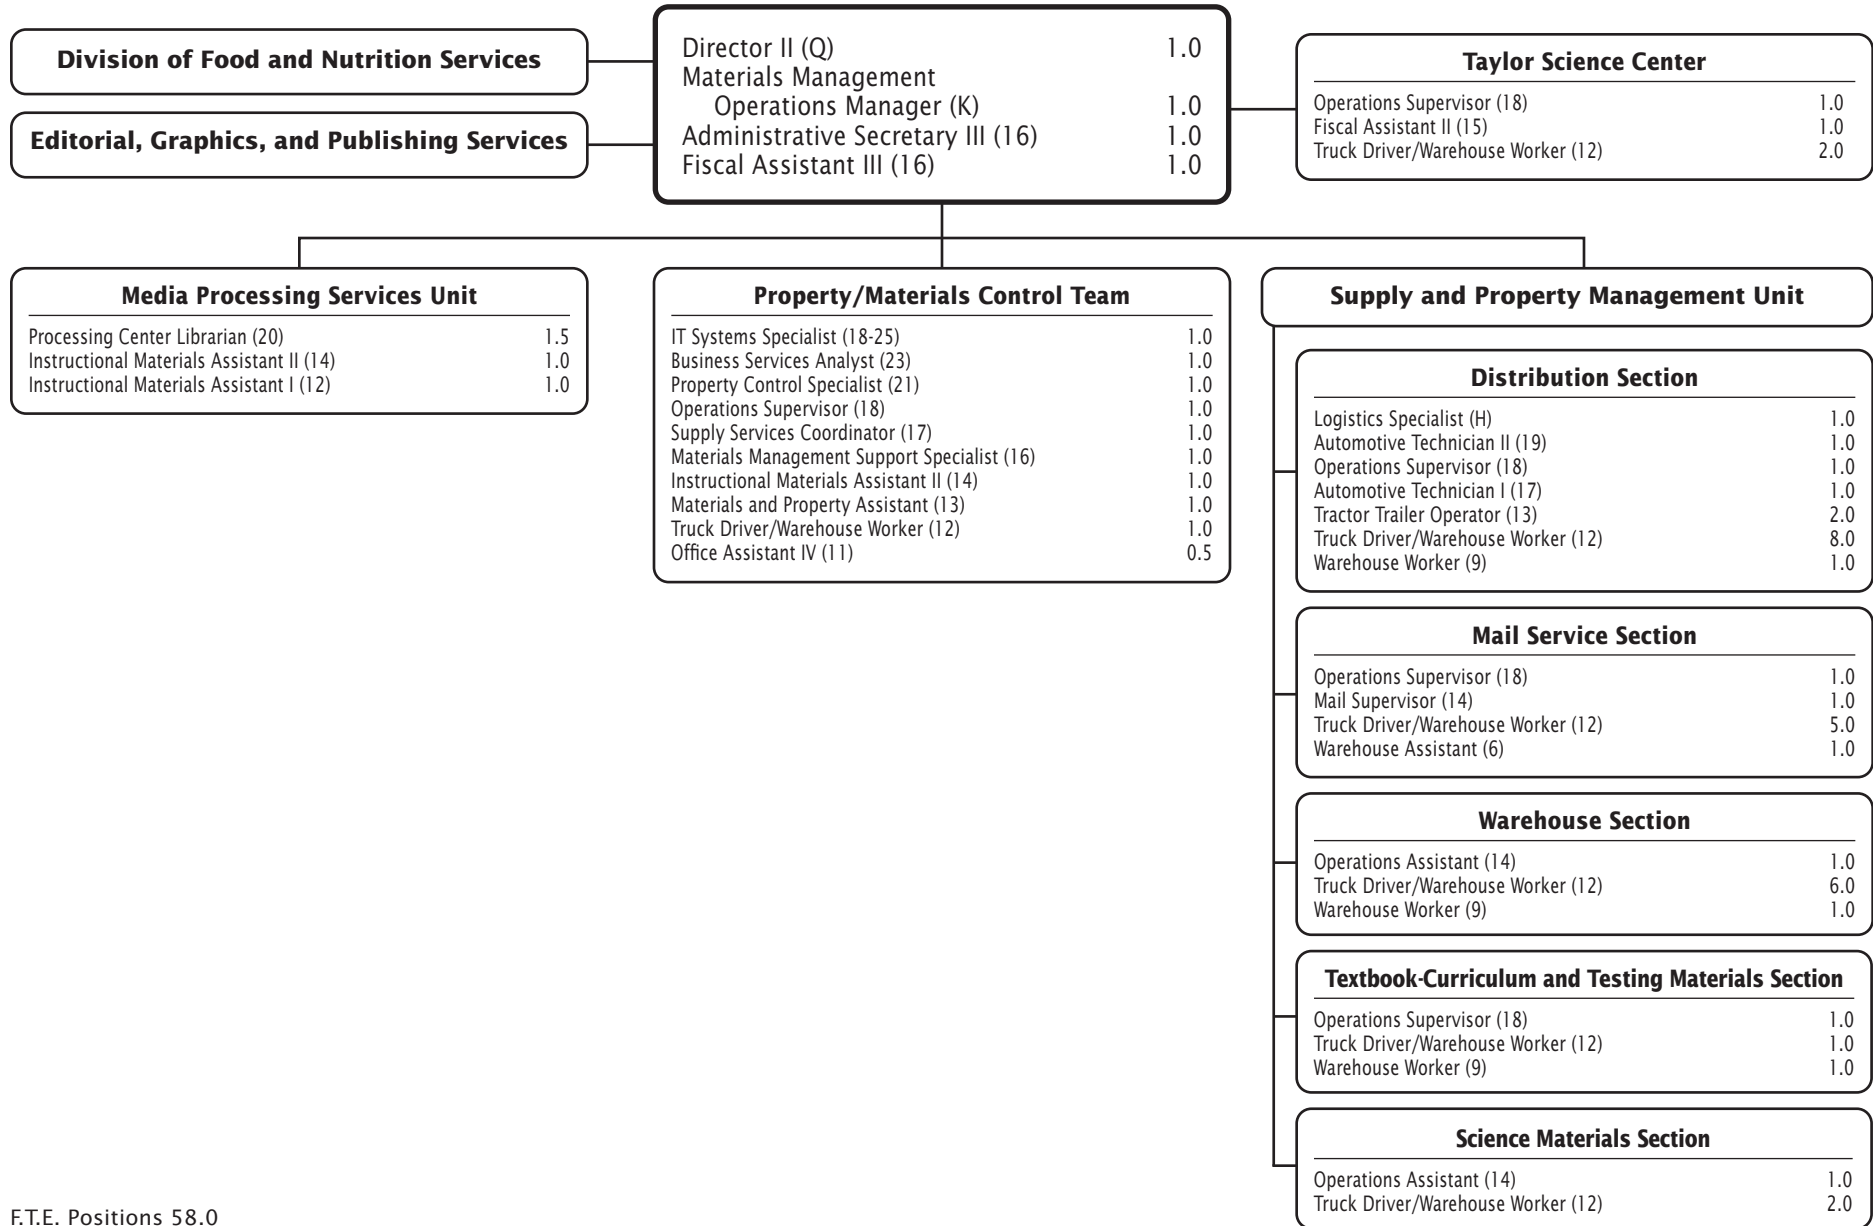 Division of Food and Nutrition Services
Editorial, Graphics, and Publishing Services
Director II (Q) 1.0
Materials Management
Operations Manager (K) 1.0
Administrative Secretary III (16) 1.0
Fiscal Assistant III (16) 1.0
Taylor Science Center
Operations Supervisor (18) 1.0
Fiscal Assistant II (15) 1.0
Truck Driver/Warehouse Worker (12) 2.0
Media Processing Services Unit
Processing Center Librarian (20) 1.5
Instructional Materials Assistant II (14) 1.0
Instructional Materials Assistant I (12) 1.0
Property/Materials Control Team
IT Systems Specialist (18-25) 1.0
Business Services Analyst (23) 1.0
Property Control Specialist (21) 1.0
Operations Supervisor (18) 1.0
Supply Services Coordinator (17) 1.0
Materials Management Support Specialist (16) 1.0
Instructional Materials Assistant II (14) 1.0
Materials and Property Assistant (13) 1.0
Truck Driver/Warehouse Worker (12) 1.0
Office Assistant IV (11) 0.5
Supply and Property Management Unit
Distribution Section
Logistics Specialist (H) 1.0
Automotive Technician II (19) 1.0
Operations Supervisor (18) 1.0
Automotive Technician I (17) 1.0
Tractor Trailer Operator (13) 2.0
Truck Driver/Warehouse Worker (12) 8.0
Warehouse Worker (9) 1.0
Mail Service Section
Operations Supervisor (18) 1.0
Mail Supervisor (14) 1.0
Truck Driver/Warehouse Worker (12) 5.0
Warehouse Assistant (6) 1.0
Warehouse Section
Operations Assistant (14) 1.0
Truck Driver/Warehouse Worker (12) 6.0
Warehouse Worker (9) 1.0
Textbook-Curriculum and Testing Materials Section
Operations Supervisor (18) 1.0
Truck Driver/Warehouse Worker (12) 1.0
Warehouse Worker (9) 1.0
Science Materials Section
Operations Assistant (14) 1.0
Truck Driver/Warehouse Worker (12) 2.0
F.T.E. Positions 58.0